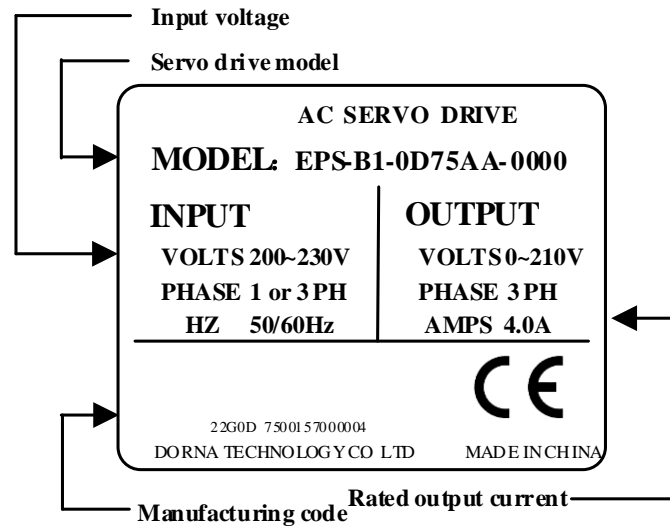 Input voltage
Servo drive model
AC SERVO DRIVE
MODEL: EPS-B1-0D75AA-0000
INPUT
VOLTS 200~230V
PHASE 1 or 3 PH
HZ 50/60Hz
OUTPUT
VOLTS 0~210V
PHASE 3 PH
AMPS 4.0A
CE
22G0D 7500157000004
DORNA TECHNOLOGY CO LTD MADE IN CHINA
Manufacturing code
Rated output current